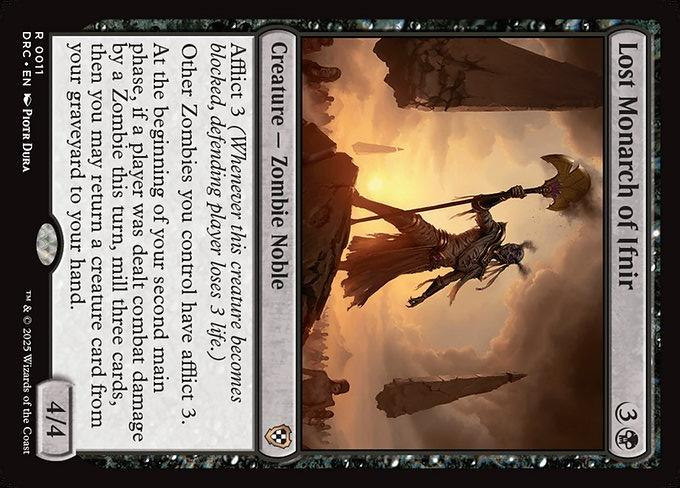 Lost Monarch of Ifnir
3
Creature — Zombie Noble
Afflict 3 (Whenever this creature becomes
blocked, defending player loses 3 life.)
Other Zombies you control have afflict 3.
At the beginning of your second main
phase, if a player was dealt combat damage
by a Zombie this turn, mill three cards,
then you may return a creature card from
your graveyard to your hand.
4/4
R 0011
DRC • EN Piotr Dura
™ & © 2025 Wizards of the Coast